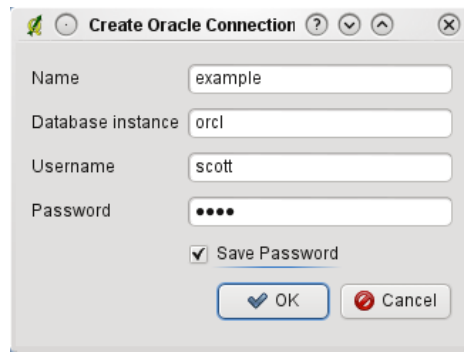 Create Oracle Connection
Name example
Database instance orcl
Username scott
Password ••••
Save Password
OK Cancel